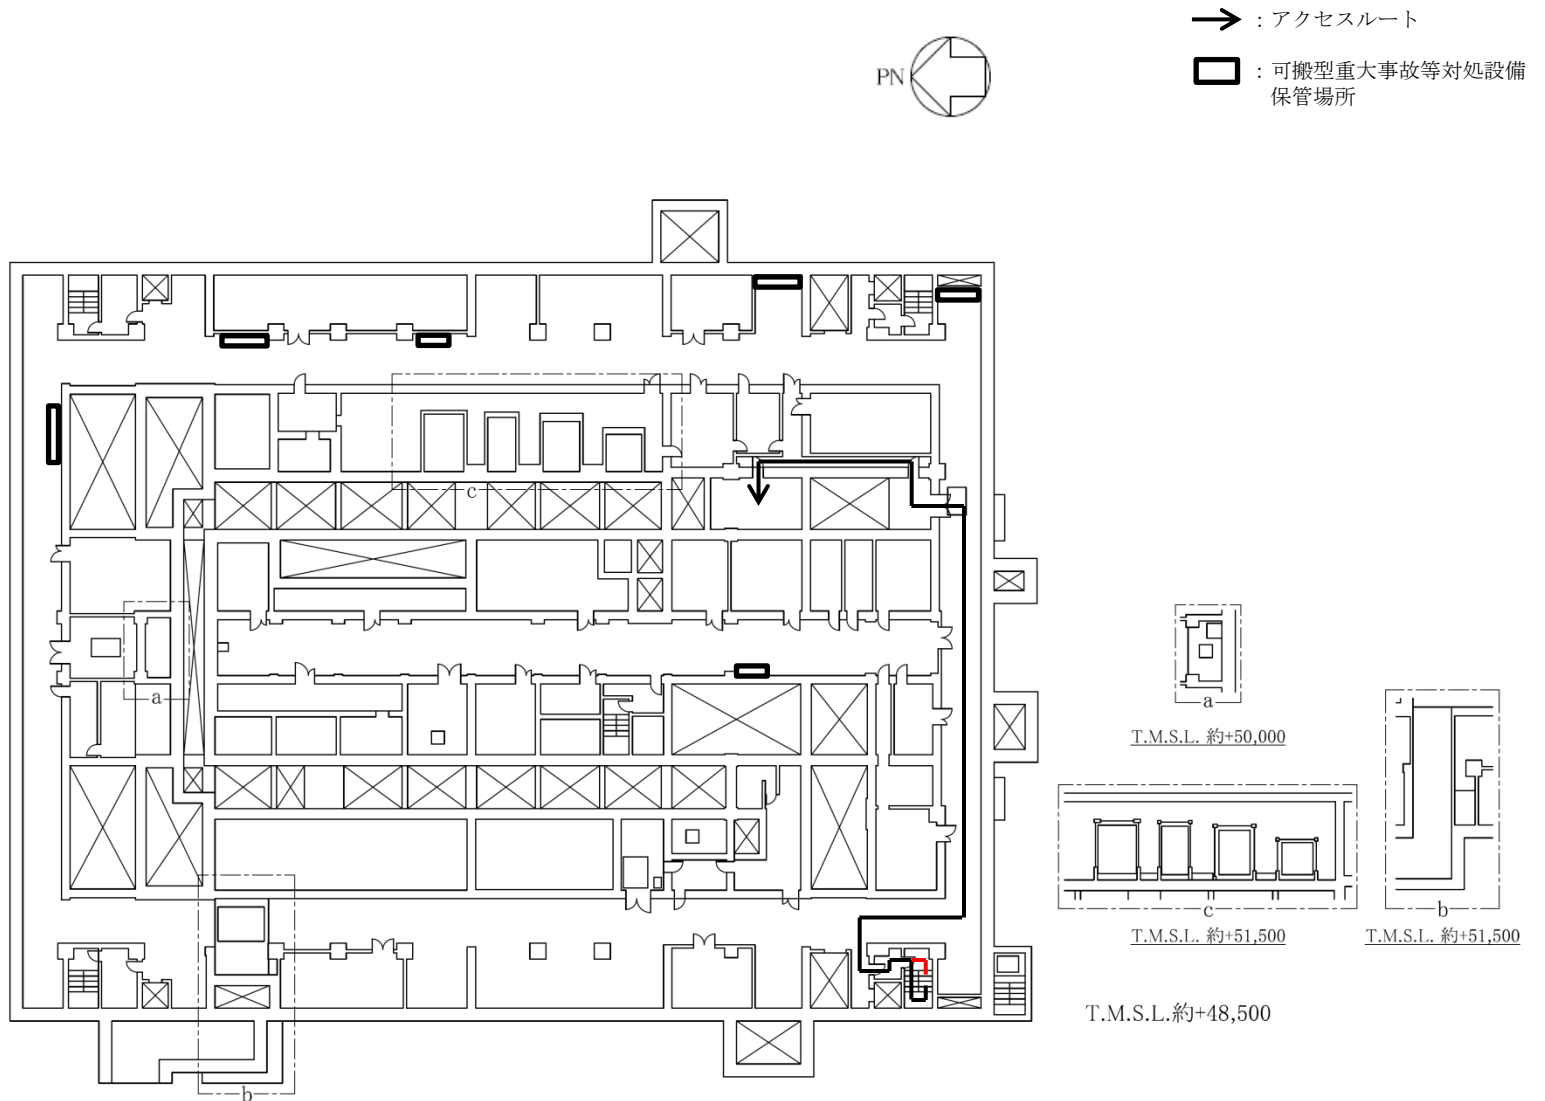 ：アクセスルート
PN
：可搬型重大事故等対処設備
保管場所
c
a
a
T.M.S.L. 約+50,000
c
b
T.M.S.L. 約+51,500
T.M.S.L. 約+51,500
T.M.S.L.約+48,500
b